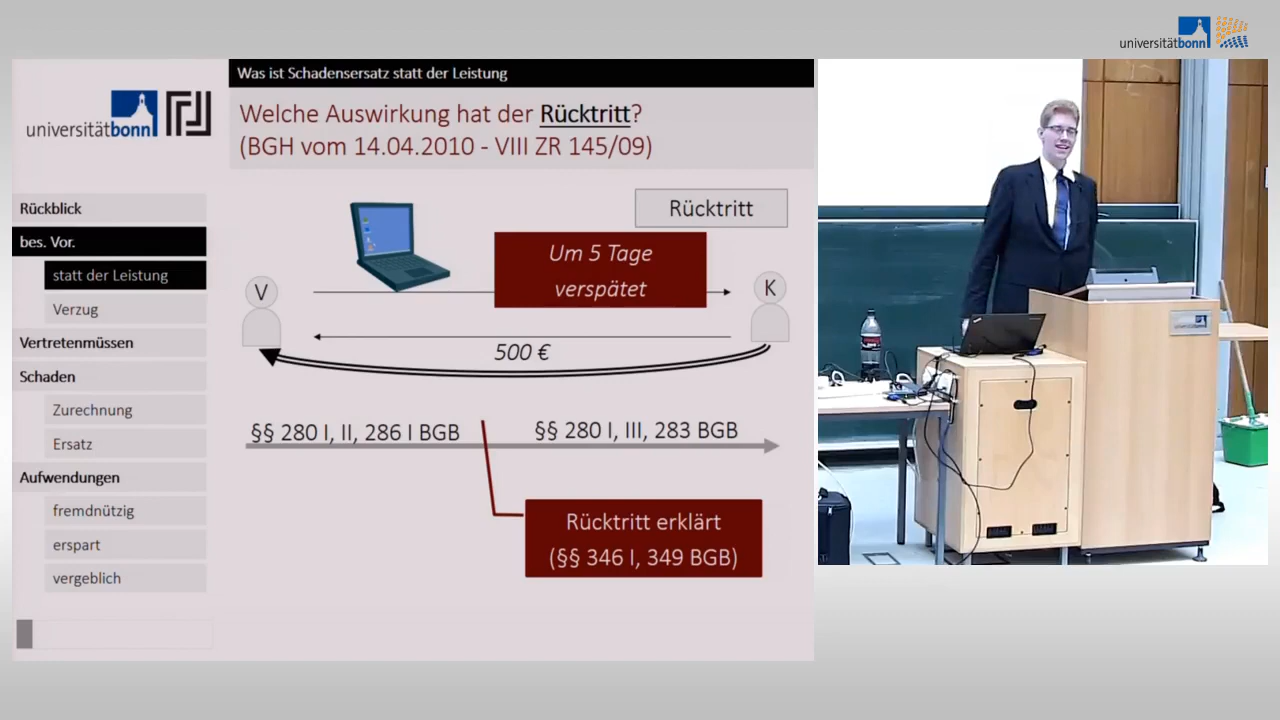 universitätbonn
Was ist Schadensersatz statt der Leistung
universitätbonn
Welche Auswirkung hat der Rücktritt?
(BGH vom 14.04.2010 - VIII ZR 145/09)
Rückblick
bes. Vor.
statt der Leistung
Verzug
Vertretenmüssen
Schaden
Zurechnung
Ersatz
Aufwendungen
fremdnützig
erspart
vergeblich
Rücktritt
Um 5 Tage
verspätet
V
K
500 €
§§ 280 I, II, 286 I BGB
§§ 280 I, III, 283 BGB
Rücktritt erklärt
(§§ 346 I, 349 BGB)
universitätbonn